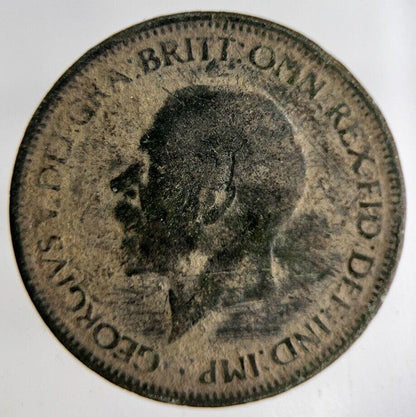 GEORGIVS V DEI GRA: BRITT: OMN: REX FID: DEF: IND: IMP: